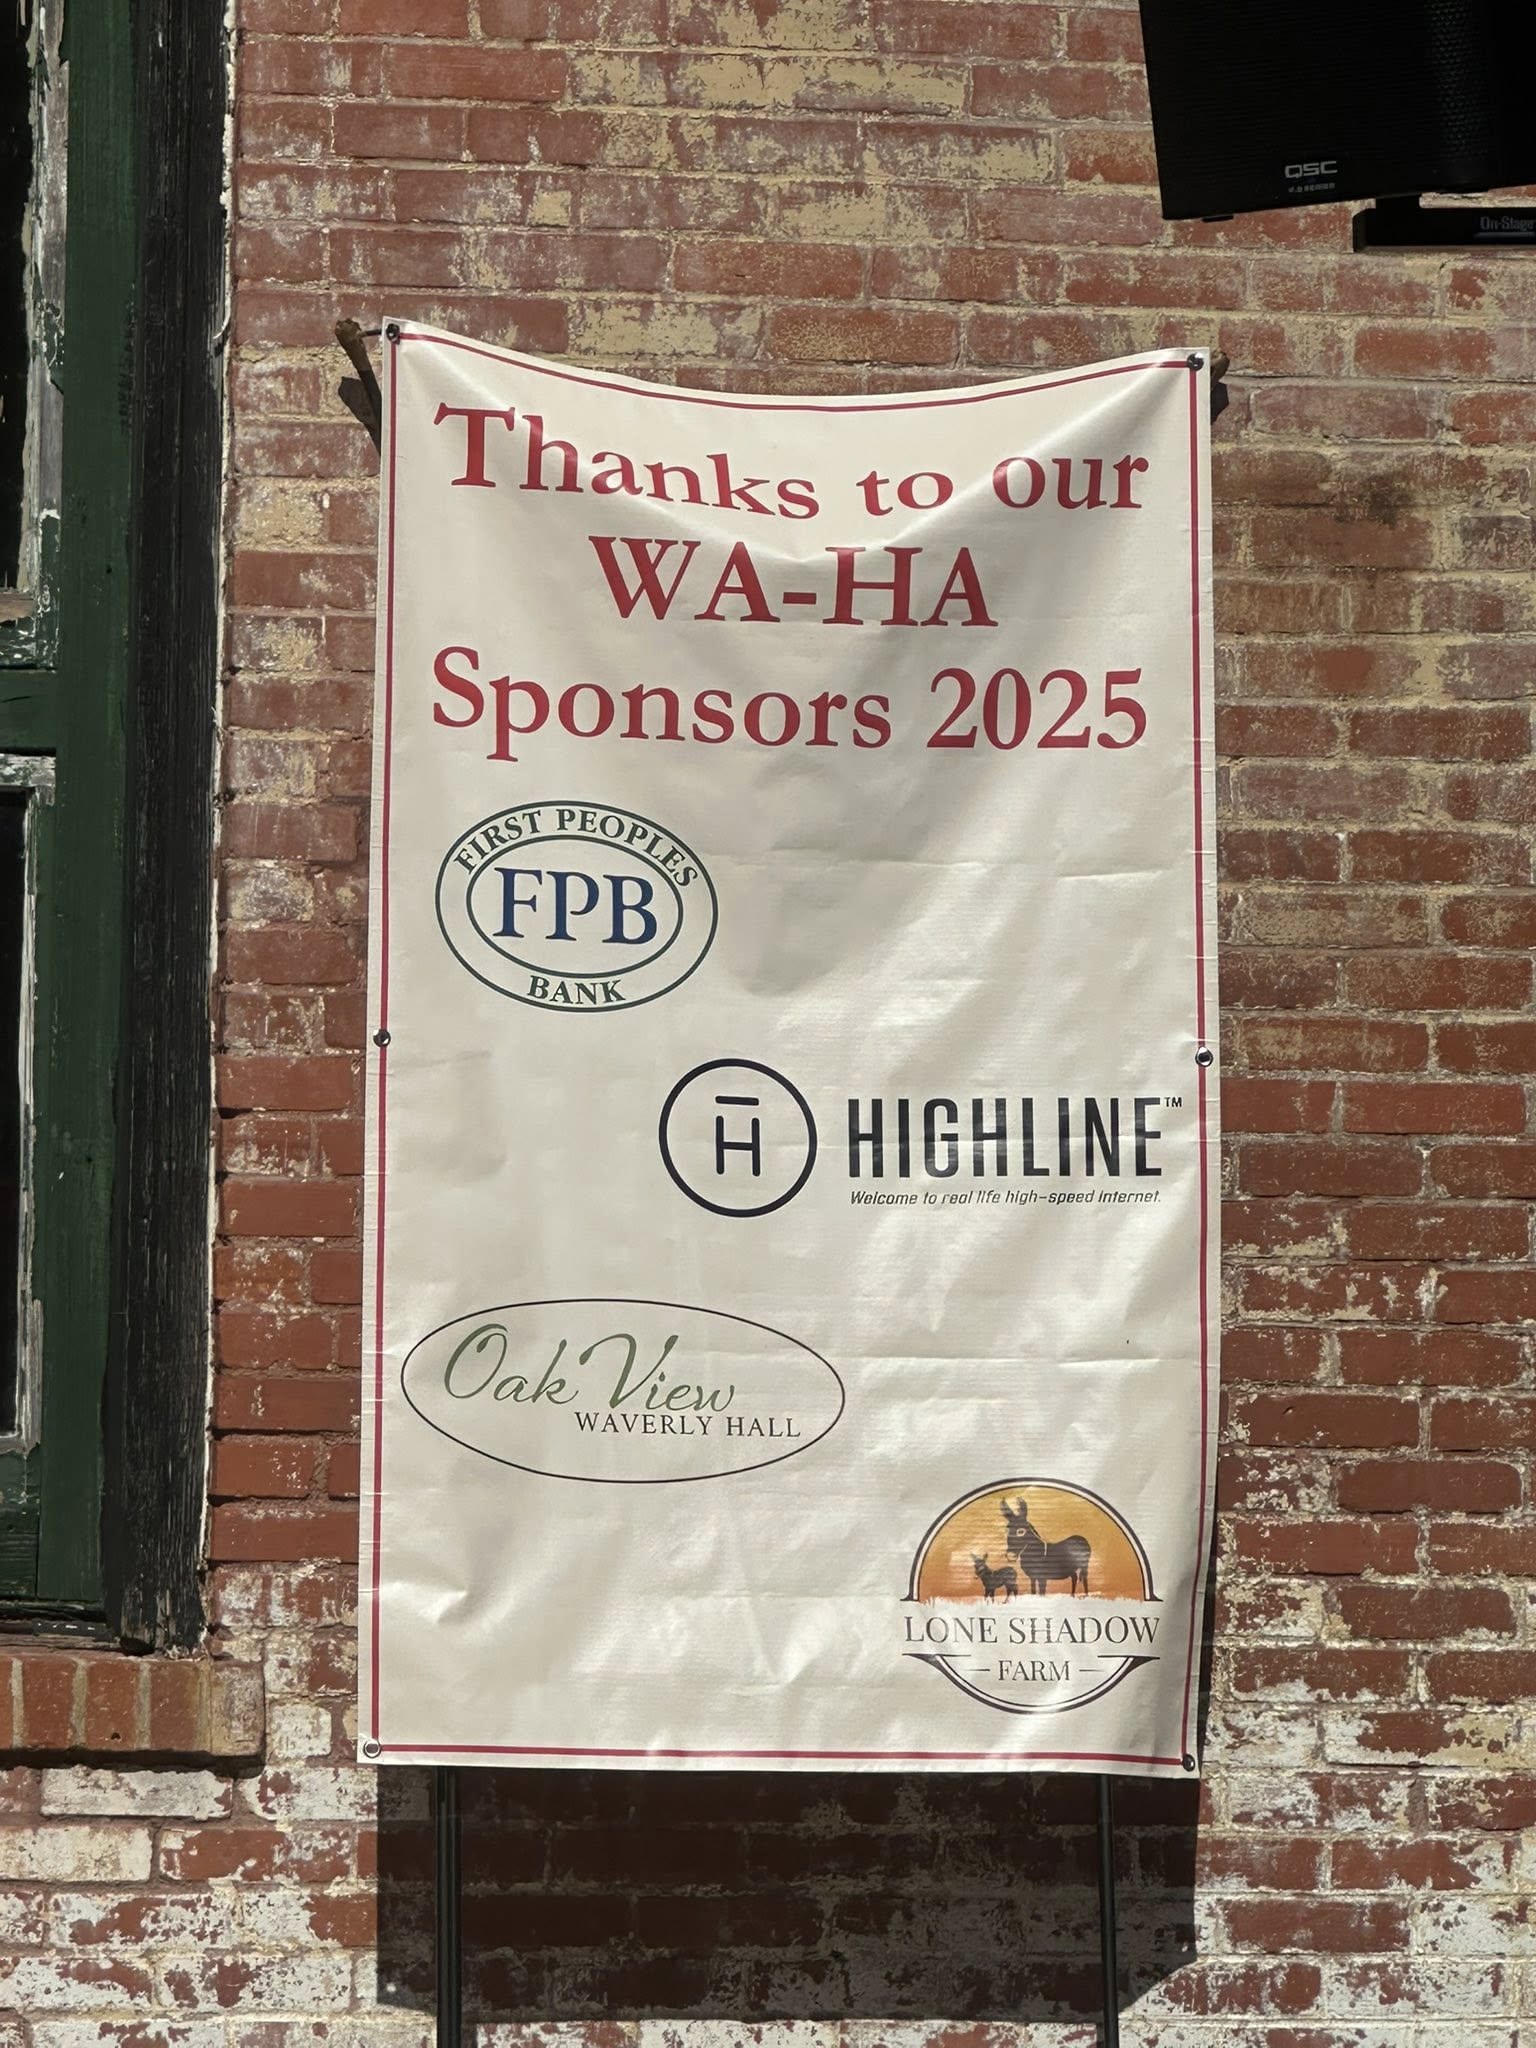 QSC
On-Stage
Thanks to our
WA-HA
Sponsors 2025
FIRST PEOPLES
FPB
BANK
H
HIGHLINE™
Welcome to real life high-speed internet.
Oak View
WAVERLY HALL
LONE SHADOW
FARM